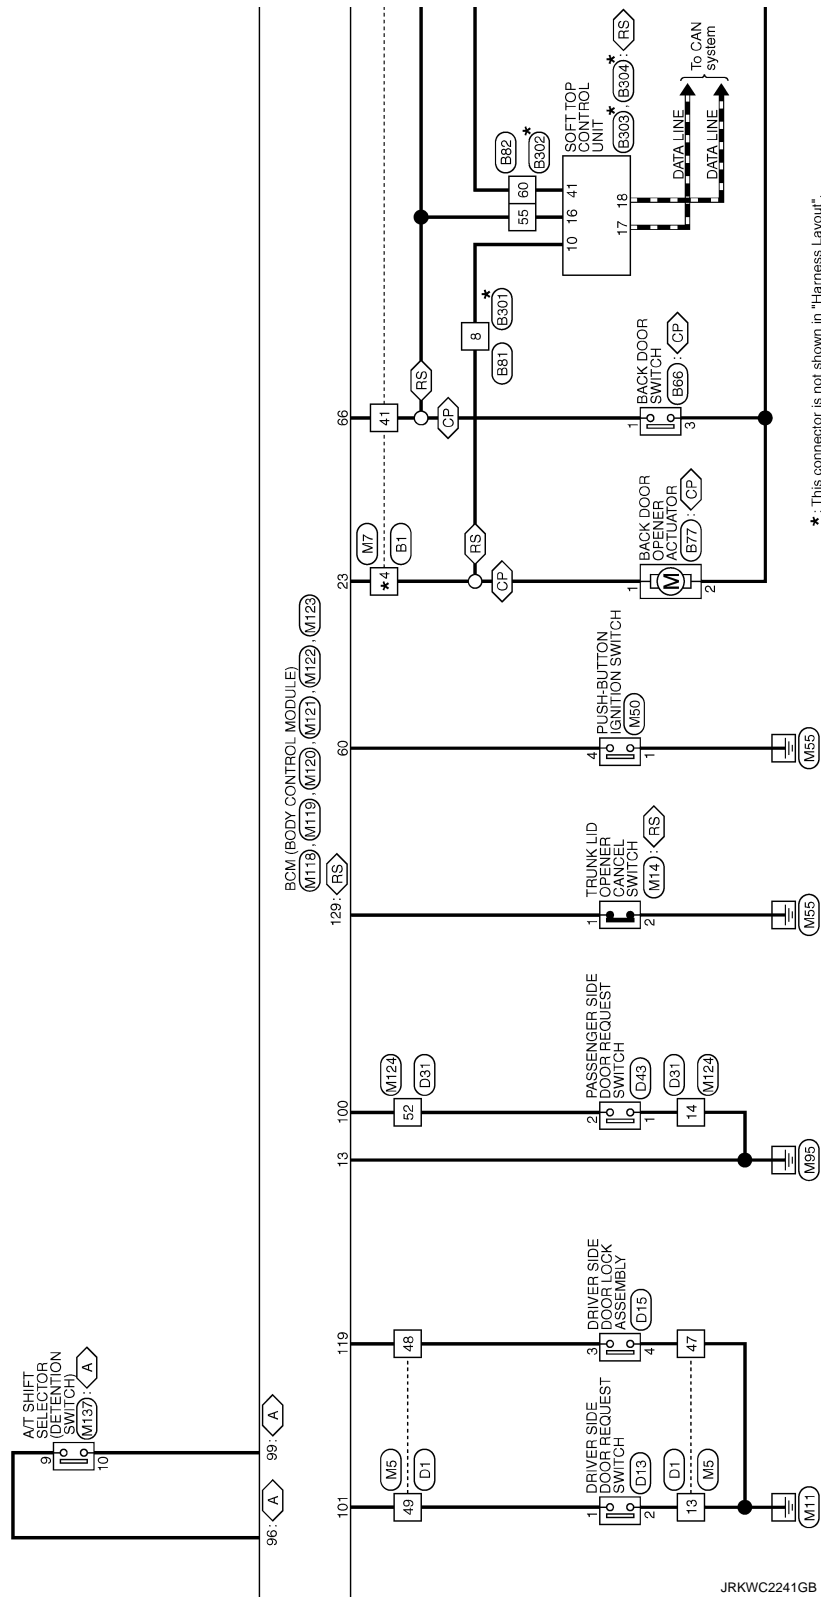 A/T SHIFT
SELECTOR
(DETENTION
SWITCH)
M137 : A
9
10
96 : A
99 : A
BCM (BODY CONTROL MODULE)
M118 , M119 , M120 , M121 , M122 , M123
101
119
13
100
129 : RS
60
23
66
M5
49
D1
48
M124
52
D31
M7
*4
B1
41
RS
CP
RS
CP
8
B81
B301
*
55
60
B82
B302
*
10
16
41
SOFT TOP
CONTROL
UNIT
*
*
B303 , B304 : RS
17
18
DATA LINE
DATA LINE
To CAN
system
DRIVER SIDE
DOOR REQUEST
SWITCH
D13
1
2
D1
13
M5
DRIVER SIDE
DOOR LOCK
ASSEMBLY
D15
3
4
47
M11
PASSENGER SIDE
DOOR REQUEST
SWITCH
D43
2
1
D31
14
M124
M95
TRUNK LID
OPENER
CANCEL
SWITCH
M14 : RS
1
2
M55
PUSH-BUTTON
IGNITION SWITCH
M50
4
1
M55
BACK DOOR
OPENER
ACTUATOR
B77 : CP
1
M
2
BACK DOOR
SWITCH
B66 : CP
1
3
* : This connector is not shown in "Harness Layout".
JRKWC2241GB